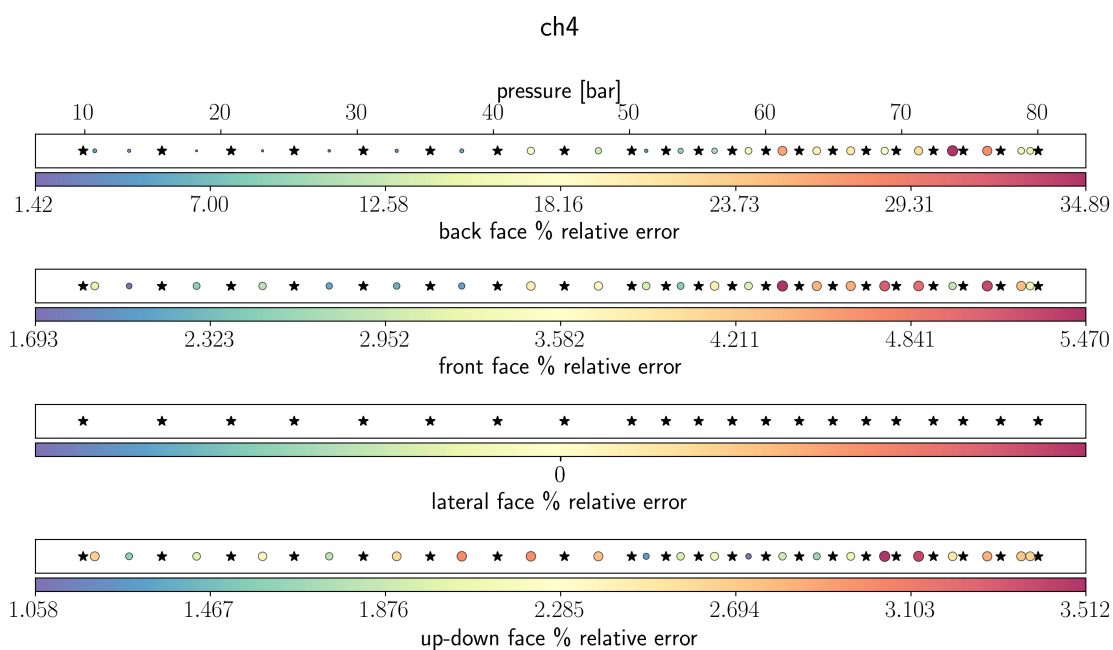 ch4
pressure [bar]
10 20 30 40 50 60 70 80
1.42 7.00 12.58 18.16 23.73 29.31 34.89
back face % relative error
1.693 2.323 2.952 3.582 4.211 4.841 5.470
front face % relative error
0
lateral face % relative error
1.058 1.467 1.876 2.285 2.694 3.103 3.512
up-down face % relative error